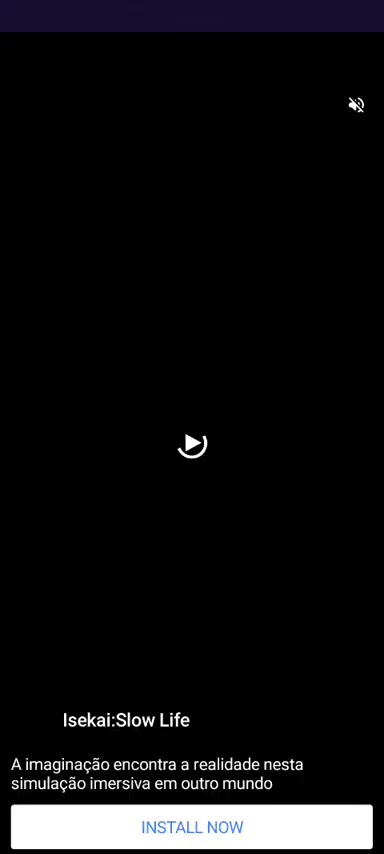 Isekai:Slow Life
A imaginação encontra a realidade nesta
simulação imersiva em outro mundo
INSTALL NOW